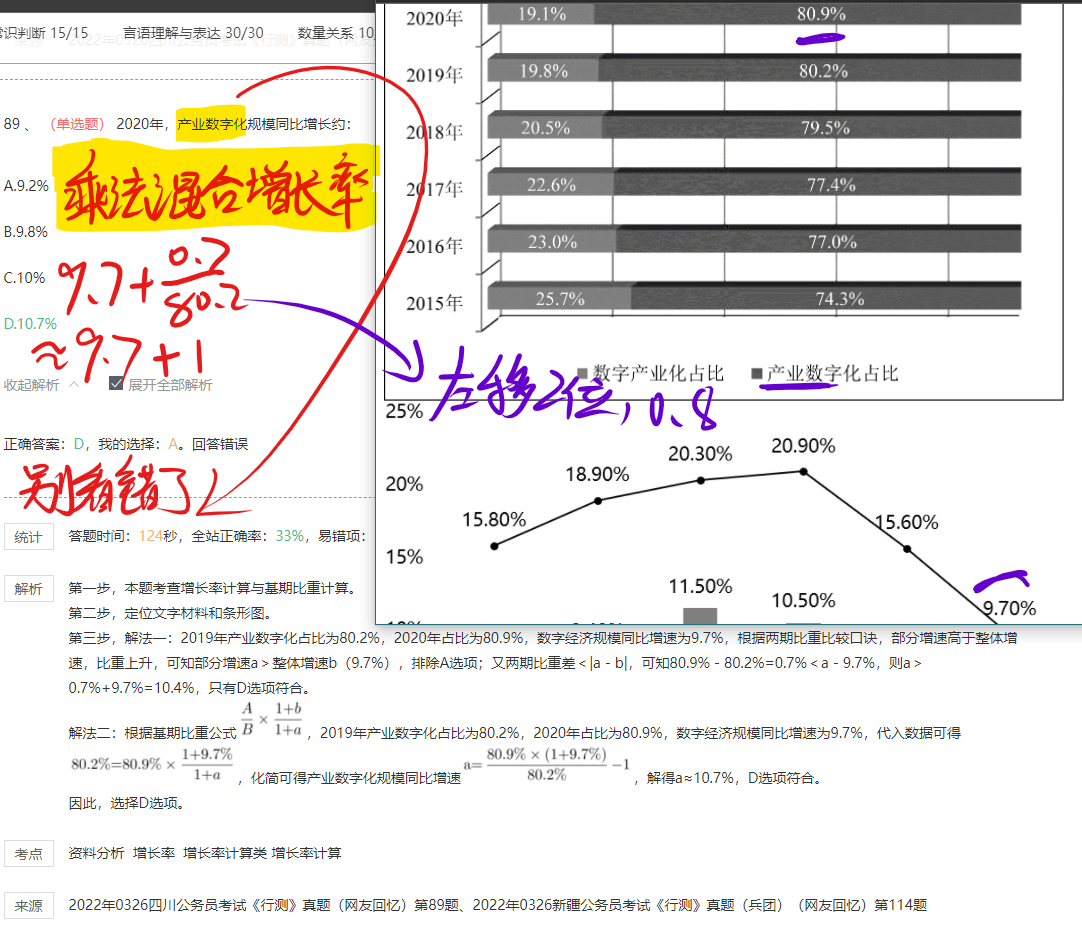 常识判断 15/15 言语理解与表达 30/30 数量关系 10
89 、 (单选题) 2020年，产业数字化规模同比增长约：
乘法混合增长率
A.9.2%
B.9.8%
C.10%
D.10.7%
9.7+0.7/80.2
≈9.7+1
收起解析 展开全部解析
正确答案：D，我的选择：A。回答错误
别看错了
2020年 19.1% 80.9%
2019年 19.8% 80.2%
2018年 20.5% 79.5%
2017年 22.6% 77.4%
2016年 23.0% 77.0%
2015年 25.7% 74.3%
数字产业化占比 产业数字化占比
左移2位，0.8
25%
20%
15%
15.80%
18.90%
20.30%
20.90%
15.60%
9.70%
11.50%
10.50%
统计 答题时间：124秒，全站正确率：33%，易错项：
解析 第一步，本题考查增长率计算与基期比重计算。
第二步，定位文字材料和条形图。
第三步，解法一：2019年产业数字化占比为80.2%，2020年占比为80.9%，数字经济规模同比增速为9.7%，根据两期比重比较口诀，部分增速高于整体增
速，比重上升，可知部分增速a＞整体增速b（9.7%），排除A选项；又两期比重差＜|a - b|，可知80.9% - 80.2%=0.7%＜a - 9.7%，则a＞
0.7%+9.7%=10.4%，只有D选项符合。
解法二：根据基期比重公式 A/B × (1+b)/(1+a) ，2019年产业数字化占比为80.2%，2020年占比为80.9%，数字经济规模同比增速为9.7%，代入数据可得
80.2%=80.9% × (1+9.7%)/(1+a) ，化简可得产业数字化规模同比增速 a= 80.9% × (1+9.7%)/80.2% −1 ，解得a≈10.7%，D选项符合。
因此，选择D选项。
考点 资料分析 增长率 增长率计算类 增长率计算
来源 2022年0326四川公务员考试《行测》真题（网友回忆）第89题、2022年0326新疆公务员考试《行测》真题（兵团）（网友回忆）第114题